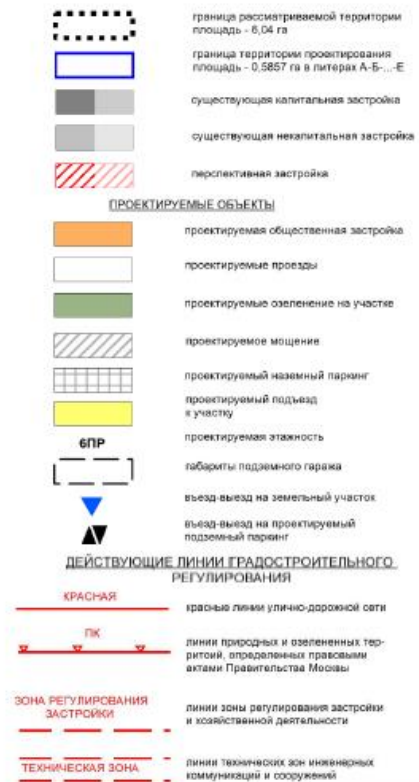 граница рассматриваемой территории
площадь - 6,04 га
граница территории проектирования
площадь - 0,5857 га в литерах А-Б-...-Е
существующая капитальная застройка
существующая некапитальная застройка
перспективная застройка
ПРОЕКТИРУЕМЫЕ ОБЪЕКТЫ
проектируемая общественная застройка
проектируемые проезды
проектируемые озеленение на участке
проектируемое мощение
проектируемый наземный паркинг
проектируемый подъезд
к участку
6ПР
проектируемая этажность
габариты подземного гаража
въезд-выезд на земельный участок
въезд-выезд на проектируемый
подземный паркинг
ДЕЙСТВУЮЩИЕ ЛИНИИ ГРАДОСТРОИТЕЛЬНОГО
РЕГУЛИРОВАНИЯ
КРАСНАЯ
красные линии улично-дорожной сети
ПК
линии природных и озелененных тер-
риторий, определенных правовыми
актами Правительства Москвы
ЗОНА РЕГУЛИРОВАНИЯ
ЗАСТРОЙКИ
линии зоны регулирования застройки
и хозяйственной деятельности
ТЕХНИЧЕСКАЯ ЗОНА
линии технических зон инженерных
коммуникаций и сооружений